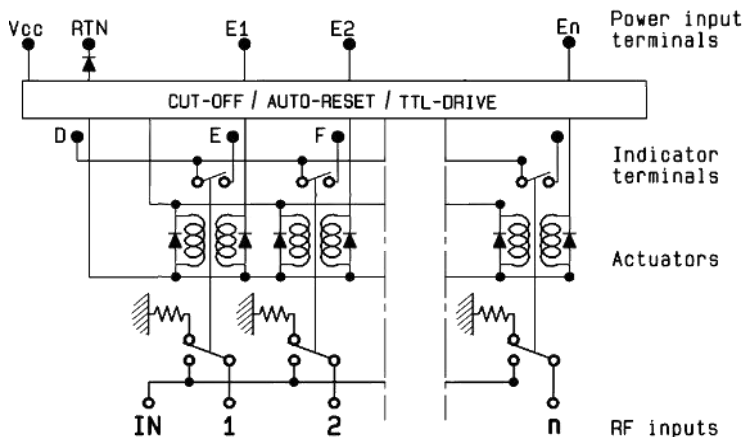 Vcc RTN E1 E2 En Power input
terminals
CUT-OFF / AUTO-RESET / TTL-DRIVE
D E F
Indicator
terminals
Actuators
IN 1 2 n RF inputs